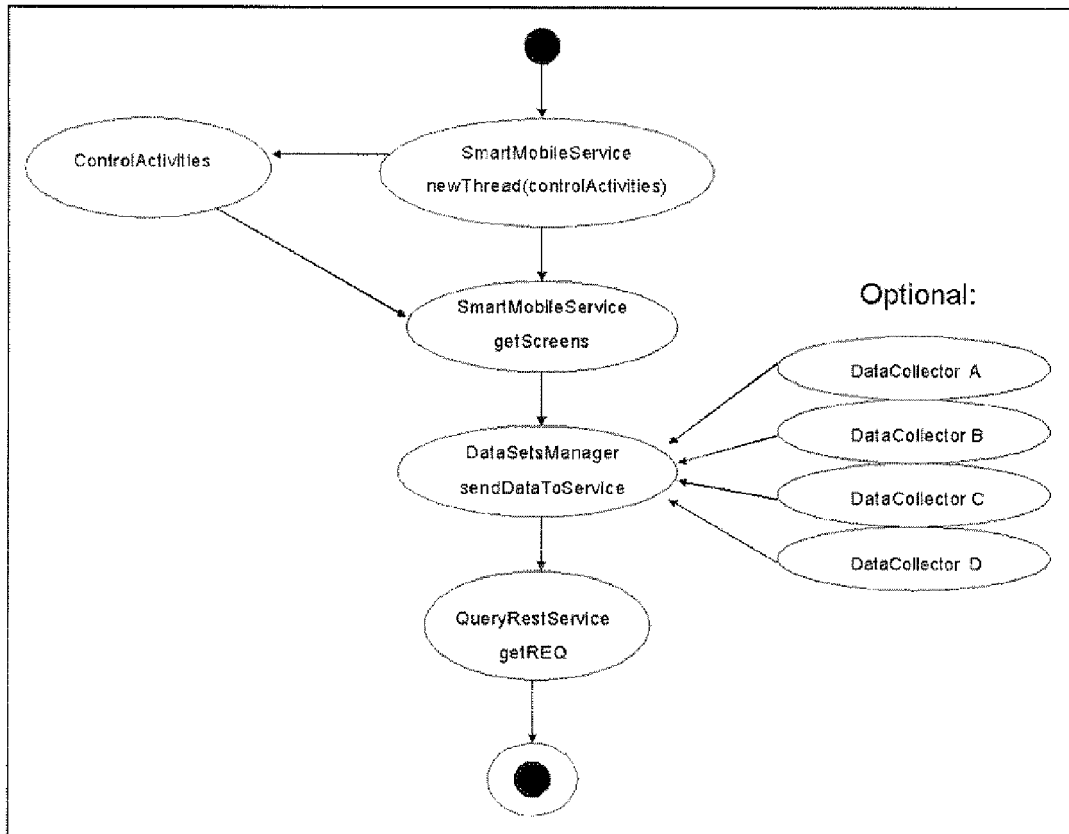 ControlActivities
SmartMobileService
newThread(controlActivities)
SmartMobileService
getScreens
Optional:
DataCollector A
DataCollector B
DataCollector C
DataCollector D
DataSetsManager
sendDataToService
QueryRestService
getREQ